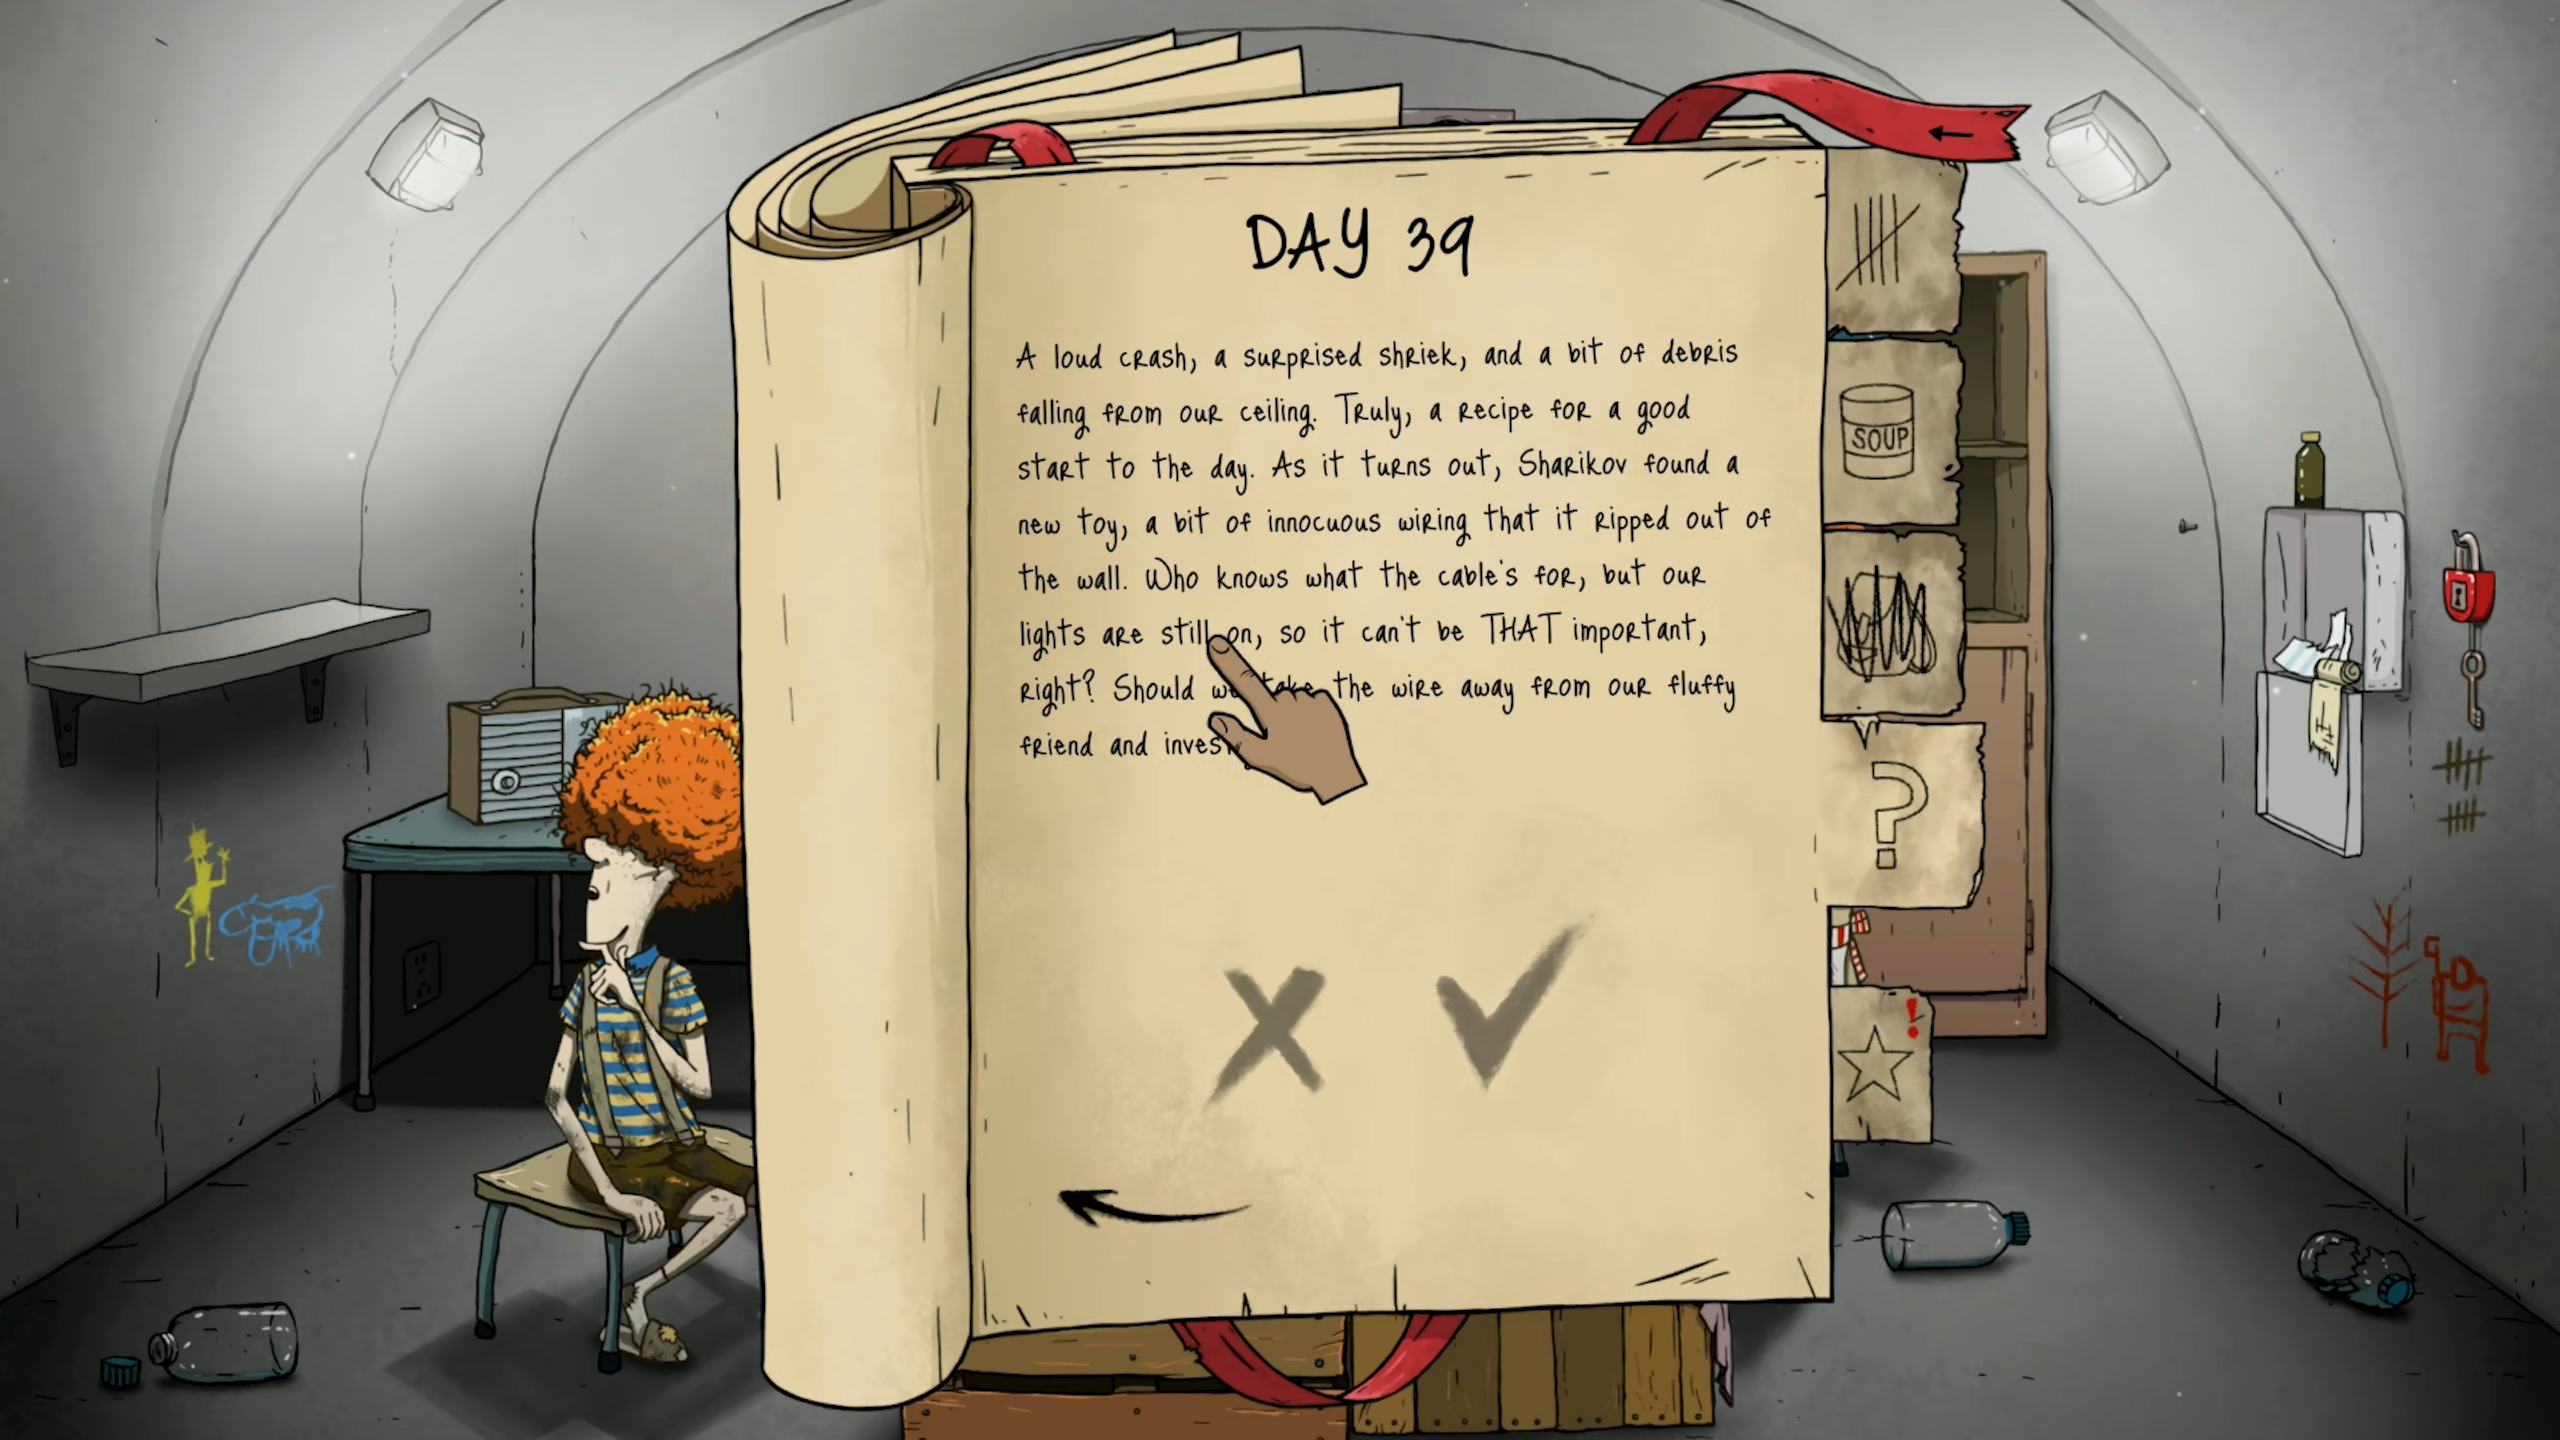 DAY 39
A loud crash, a surprised shriek, and a bit of debris
falling from our ceiling. Truly, a recipe for a good
start to the day. As it turns out, Sharikov found a
new toy, a bit of innocuous wiring that it ripped out of
the wall. Who knows what the cable's for, but our
lights are still on, so it can't be THAT important,
right? Should we take the wire away from our fluffy
friend and
SOUP
?
!